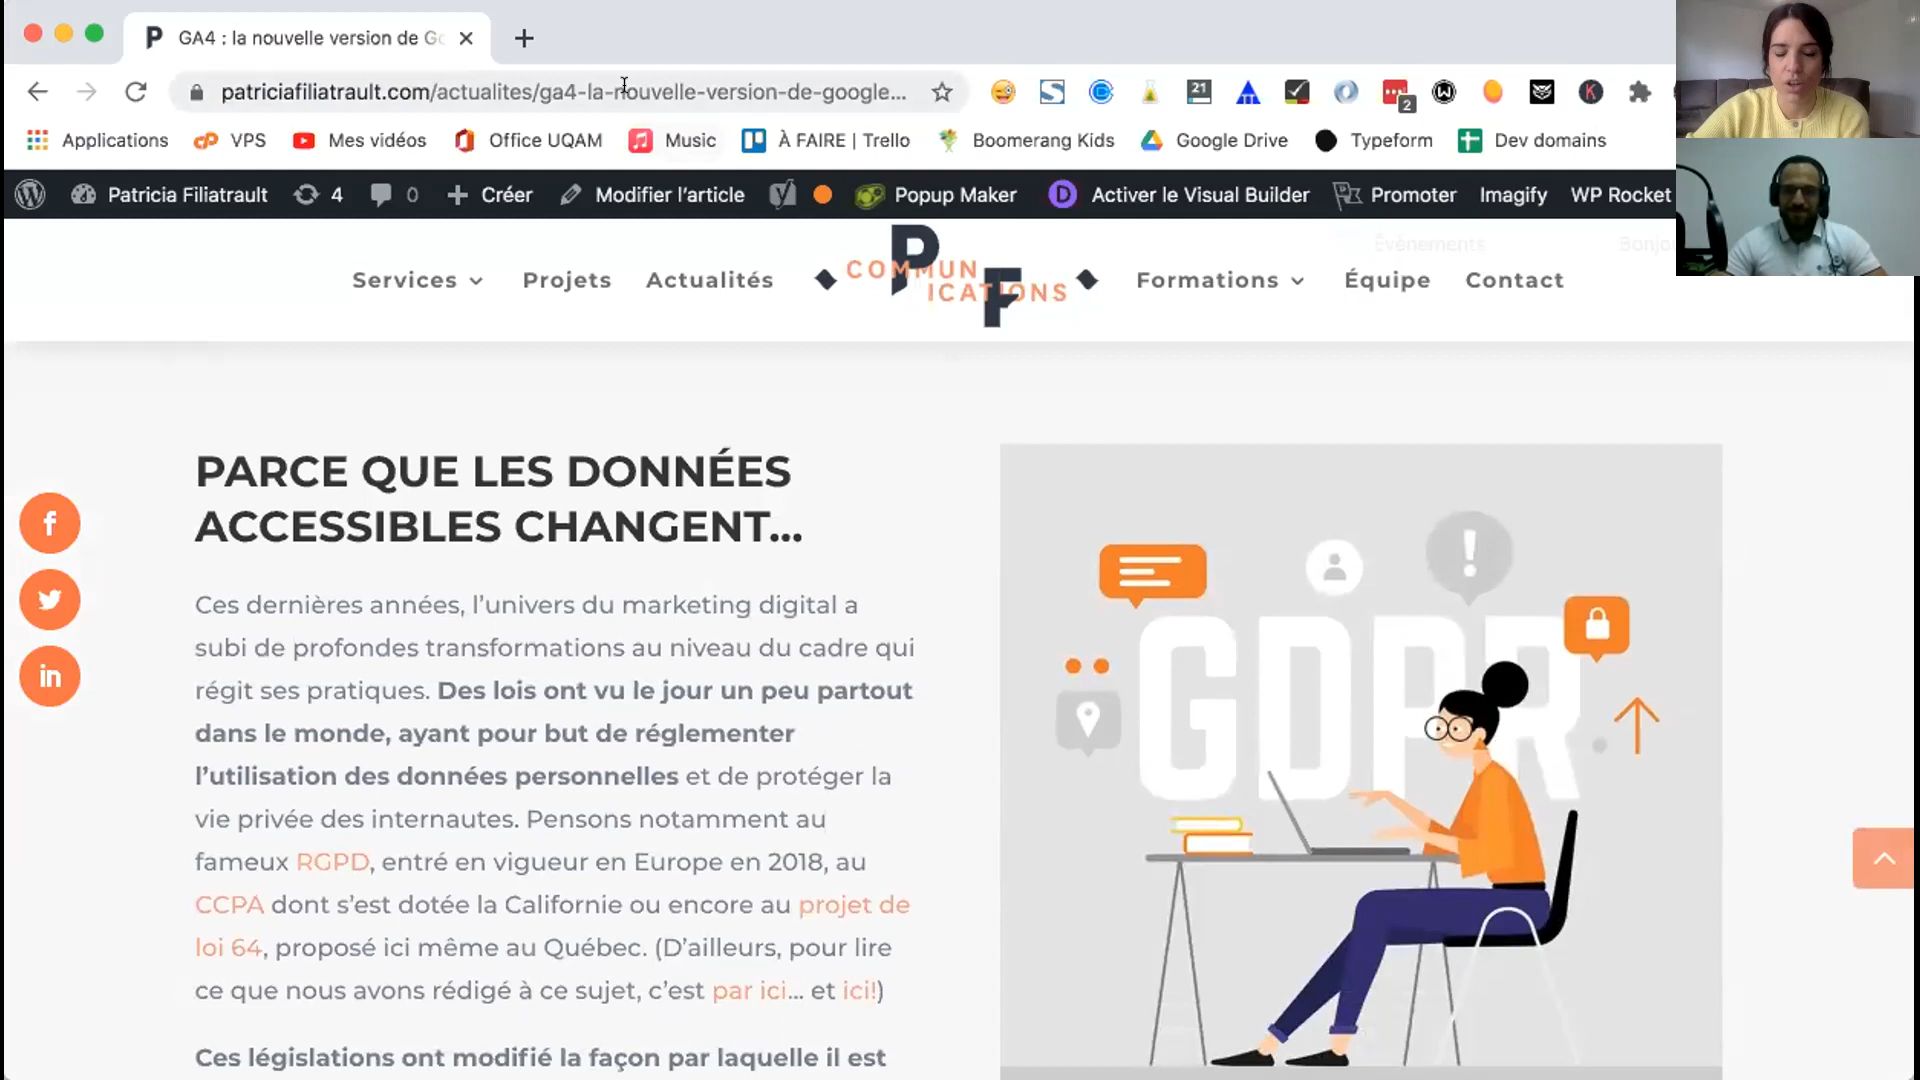 GA4 : la nouvelle version de Go
patriciafiliatrault.com/actualites/ga4-la-nouvelle-version-de-google...
21
2
Applications VPS Mes vidéos Office UQAM Music À FAIRE | Trello Boomerang Kids Google Drive Typeform Dev domains
Patricia Filiatrault 4 0 Créer Modifier l'article Popup Maker Activer le Visual Builder Promoter Imagify WP Rocket
Évènements Bonjo
Services Projets Actualités P COMMUN ICATIONS F Formations Équipe Contact
PARCE QUE LES DONNÉES
ACCESSIBLES CHANGENT...
Ces dernières années, l'univers du marketing digital a
subi de profondes transformations au niveau du cadre qui
régit ses pratiques. Des lois ont vu le jour un peu partout
dans le monde, ayant pour but de réglementer
l'utilisation des données personnelles et de protéger la
vie privée des internautes. Pensons notamment au
fameux RGPD, entré en vigueur en Europe en 2018, au
CCPA dont s'est dotée la Californie ou encore au projet de
loi 64, proposé ici même au Québec. (D'ailleurs, pour lire
ce que nous avons rédigé à ce sujet, c'est par ici... et ici!)
Ces législations ont modifié la façon par laquelle il est
GDPR